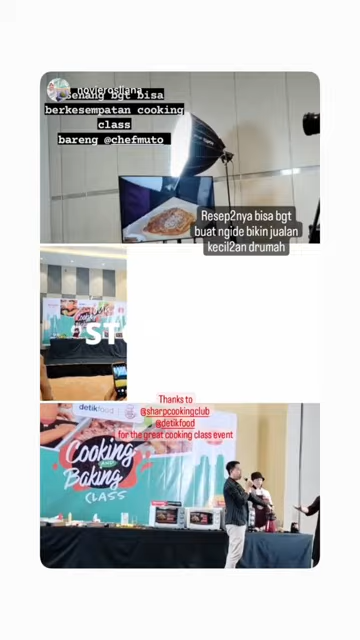 novierosliana
senang bgt bisa
berkesempatan cooking
class
bareng @chefmuto
Resep2nya bisa bgt
buat ngide bikin jualan
kecil2an drumah
ST
Thanks to
@sharpcookingclub
@detikfood
for the great cooking class event
detikfood
Cooking
Baking
CLASS